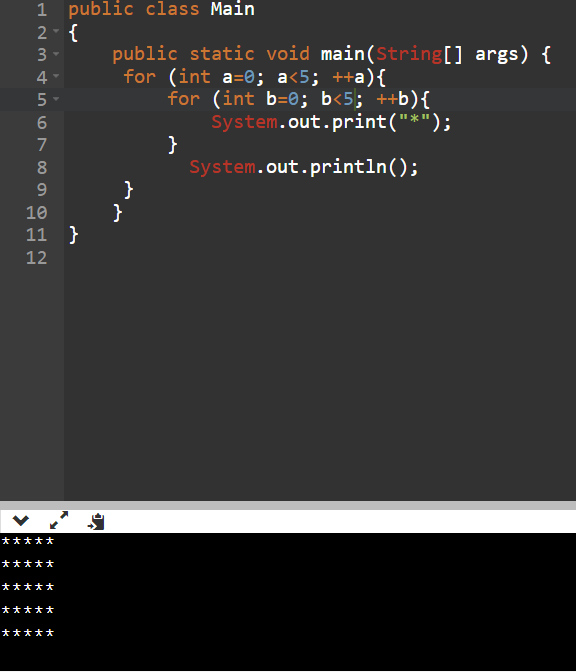 1 public class Main
2 {
3 public static void main(String[] args) {
4 for (int a=0; a<5; ++a){
5 for (int b=0; b<5; ++b){
6 System.out.print("*");
7 }
8 System.out.println();
9 }
10 }
11 }
12
*****
*****
*****
*****
*****